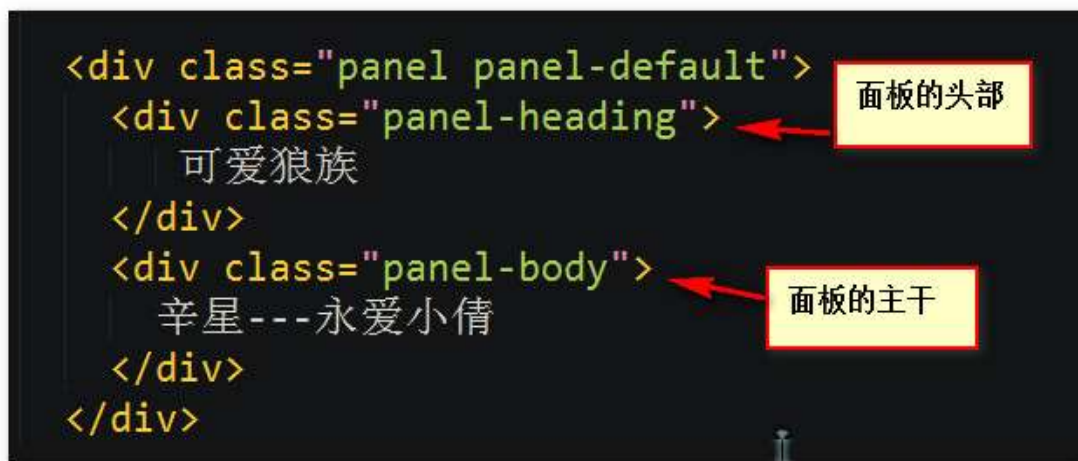 <div class="panel panel-default">
面板的头部
<div class="panel-heading">
可爱狼族
</div>
<div class="panel-body">
面板的主干
辛星---永爱小倩
</div>
</div>